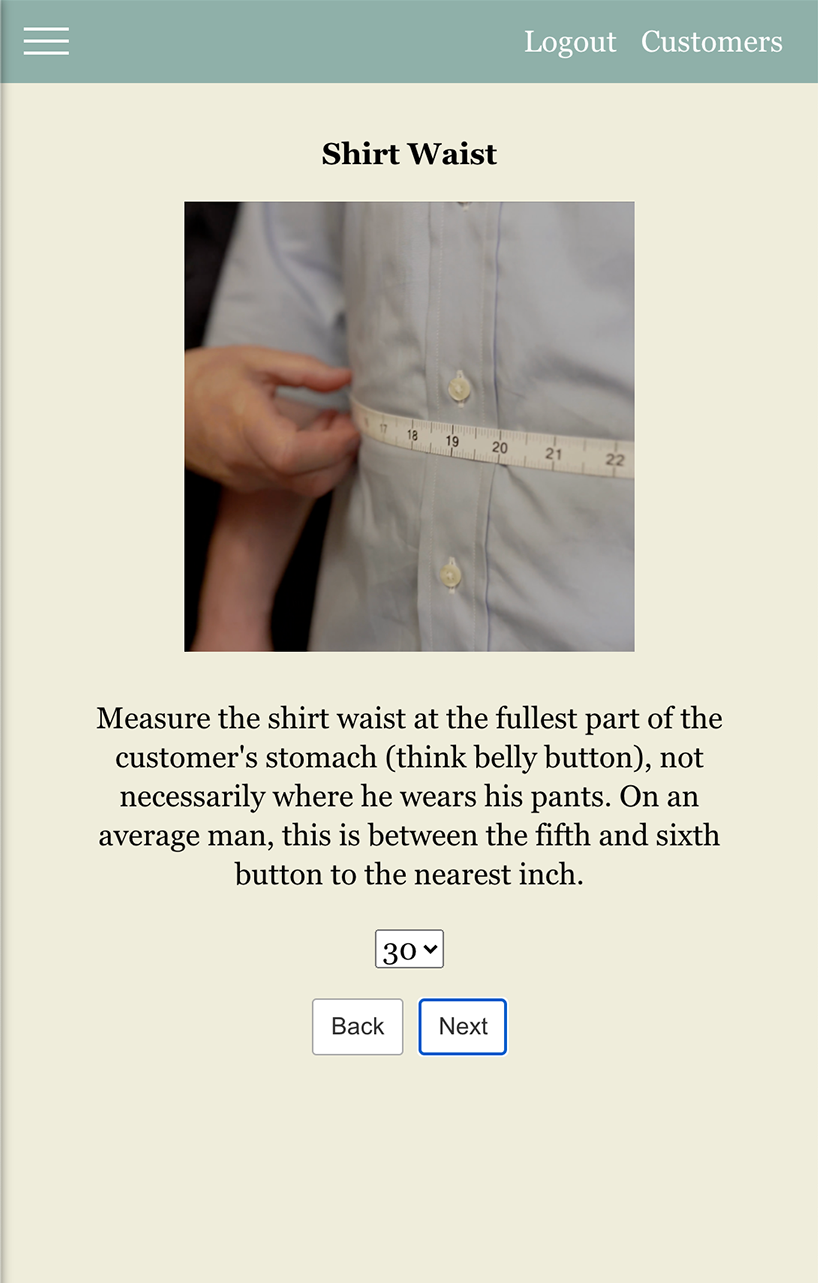 Logout Customers
Shirt Waist
17 18 19 20 21 22
Measure the shirt waist at the fullest part of the
customer's stomach (think belly button), not
necessarily where he wears his pants. On an
average man, this is between the fifth and sixth
button to the nearest inch.
30
Back Next